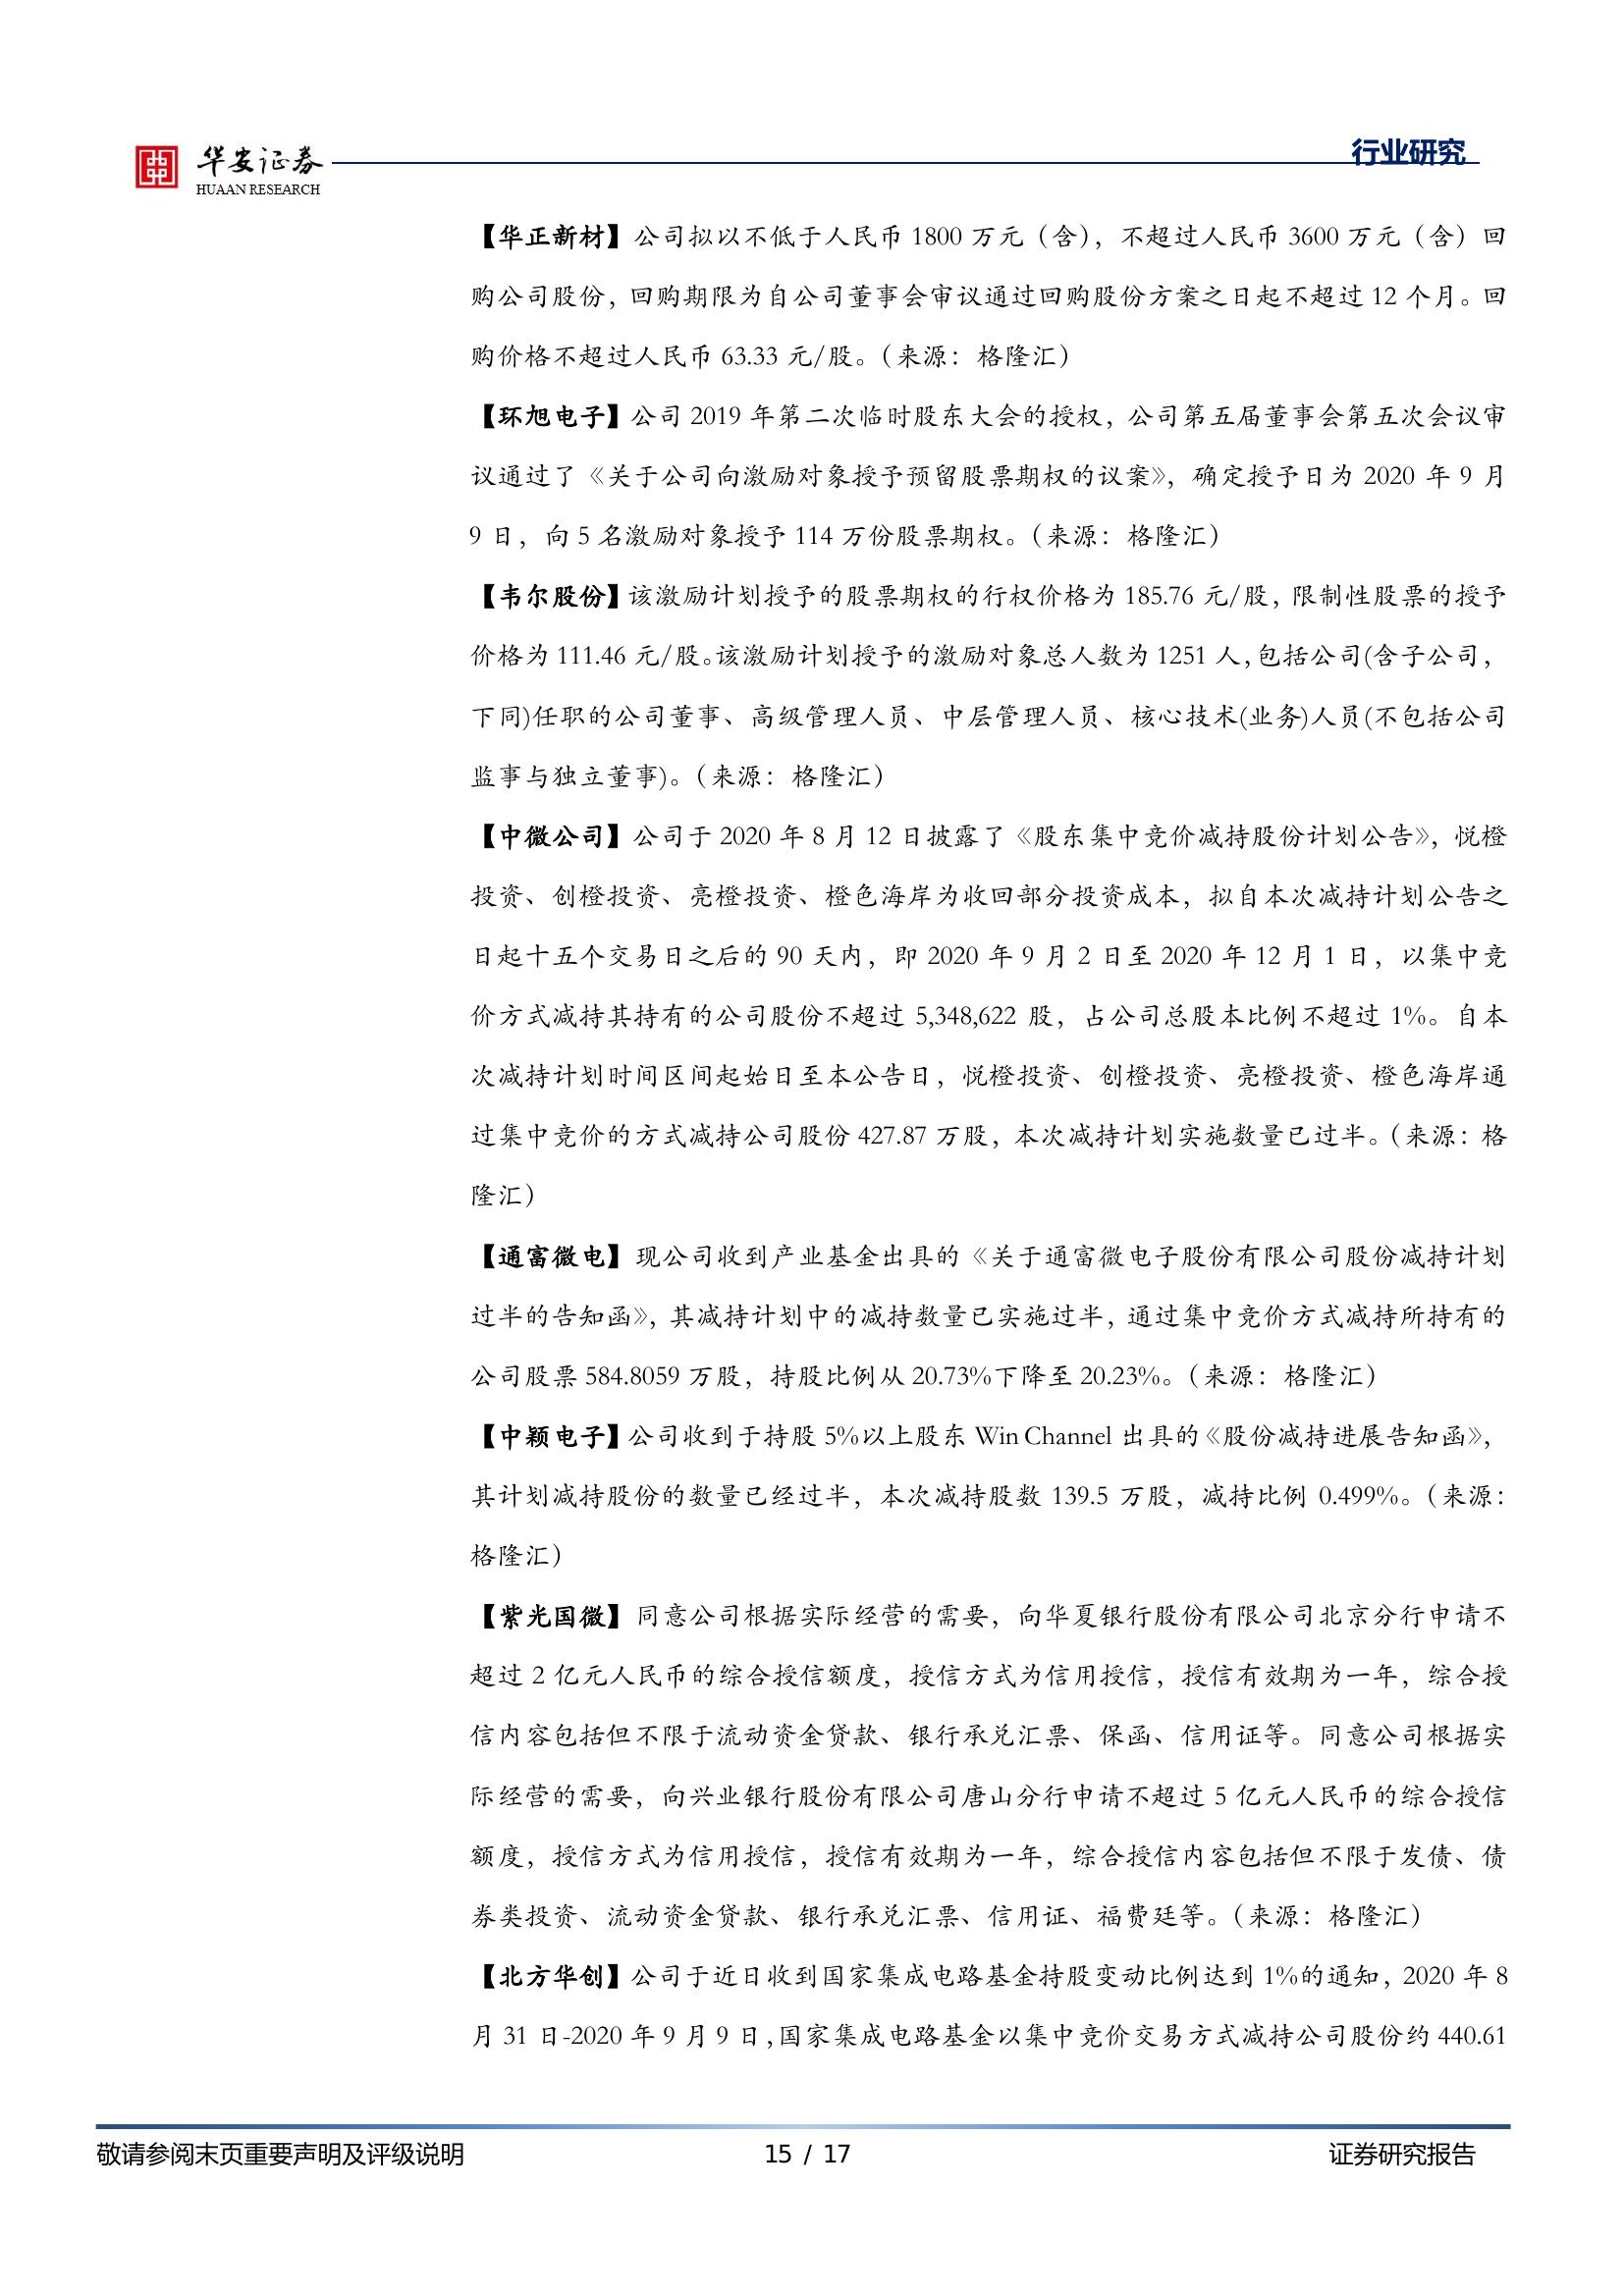 华安证券
HUAAN RESEARCH
行业研究
【华正新材】公司拟以不低于人民币 1800 万元（含），不超过人民币 3600 万元（含）回
购公司股份，回购期限为自公司董事会审议通过回购股份方案之日起不超过 12 个月。回
购价格不超过人民币 63.33 元/股。（来源：格隆汇）
【环旭电子】公司 2019 年第二次临时股东大会的授权，公司第五届董事会第五次会议审
议通过了《关于公司向激励对象授予预留股票期权的议案》，确定授予日为 2020 年 9 月
9 日，向 5 名激励对象授予 114 万份股票期权。（来源：格隆汇）
【韦尔股份】该激励计划授予的股票期权的行权价格为 185.76 元/股，限制性股票的授予
价格为 111.46 元/股。该激励计划授予的激励对象总人数为 1251 人，包括公司(含子公司，
下同)任职的公司董事、高级管理人员、中层管理人员、核心技术(业务)人员(不包括公司
监事与独立董事)。（来源：格隆汇）
【中微公司】公司于 2020 年 8 月 12 日披露了《股东集中竞价减持股份计划公告》，悦橙
投资、创橙投资、亮橙投资、橙色海岸为收回部分投资成本，拟自本次减持计划公告之
日起十五个交易日之后的 90 天内，即 2020 年 9 月 2 日至 2020 年 12 月 1 日，以集中竞
价方式减持其持有的公司股份不超过 5,348,622 股，占公司总股本比例不超过 1%。自本
次减持计划时间区间起始日至本公告日，悦橙投资、创橙投资、亮橙投资、橙色海岸通
过集中竞价的方式减持公司股份 427.87 万股，本次减持计划实施数量已过半。（来源：格
隆汇）
【通富微电】现公司收到产业基金出具的《关于通富微电子股份有限公司股份减持计划
过半的告知函》，其减持计划中的减持数量已实施过半，通过集中竞价方式减持所持有的
公司股票 584.8059 万股，持股比例从 20.73%下降至 20.23%。（来源：格隆汇）
【中颖电子】公司收到于持股 5%以上股东 Win Channel 出具的《股份减持进展告知函》，
其计划减持股份的数量已经过半，本次减持股数 139.5 万股，减持比例 0.499%。（来源：
格隆汇）
【紫光国微】同意公司根据实际经营的需要，向华夏银行股份有限公司北京分行申请不
超过 2 亿元人民币的综合授信额度，授信方式为信用授信，授信有效期为一年，综合授
信内容包括但不限于流动资金贷款、银行承兑汇票、保函、信用证等。同意公司根据实
际经营的需要，向兴业银行股份有限公司唐山分行申请不超过 5 亿元人民币的综合授信
额度，授信方式为信用授信，授信有效期为一年，综合授信内容包括但不限于发债、债
券类投资、流动资金贷款、银行承兑汇票、信用证、福费廷等。（来源：格隆汇）
【北方华创】公司于近日收到国家集成电路基金持股变动比例达到 1%的通知，2020 年 8
月 31 日-2020 年 9 月 9 日，国家集成电路基金以集中竞价交易方式减持公司股份约 440.61
敬请参阅末页重要声明及评级说明
15 / 17
证券研究报告